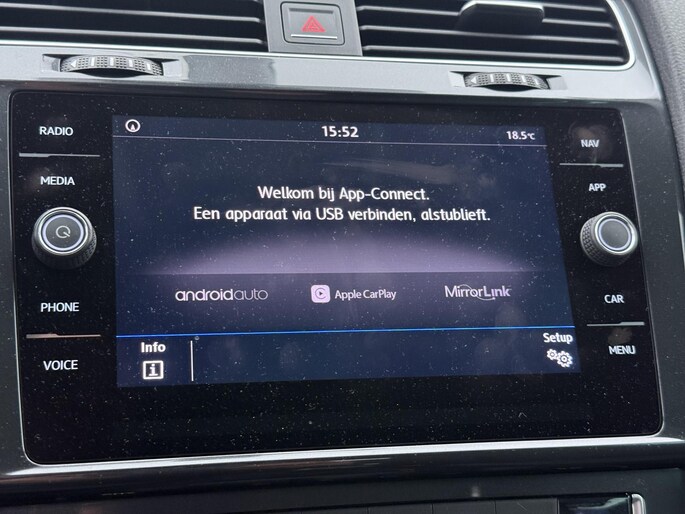 RADIO
MEDIA
PHONE
VOICE
15:52
18.5°C
Welkom bij App-Connect.
Een apparaat via USB verbinden, alstublieft.
androidauto
Apple CarPlay
MirrorLink
Info
i
Setup
NAV
APP
CAR
MENU